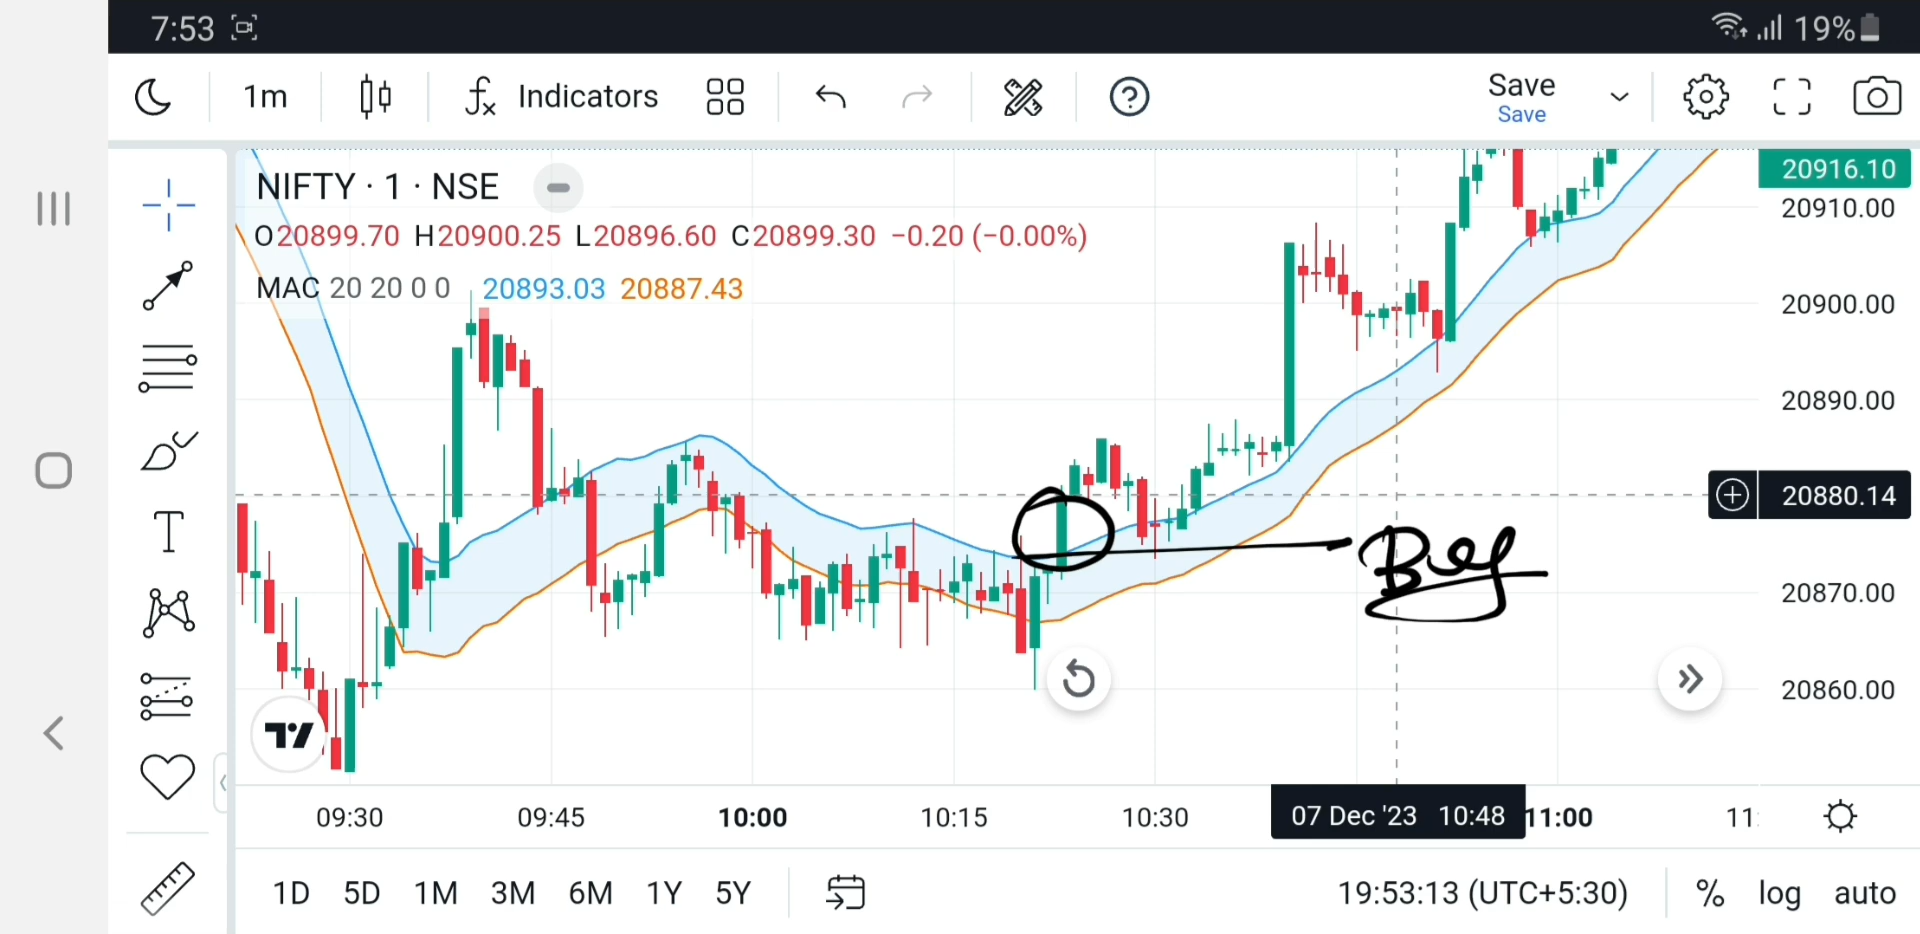 7:53 19%
1m Indicators Save
Save
NIFTY · 1 · NSE
O20899.70 H20900.25 L20896.60 C20899.30 −0.20 (−0.00%)
MAC 20 20 0 0 20893.03 20887.43
20916.10
20910.00
20900.00
20890.00
20880.14
20870.00
20860.00
Buy
09:30 09:45 10:00 10:15 10:30 07 Dec '23 10:48 11:00 11:
1D 5D 1M 3M 6M 1Y 5Y 19:53:13 (UTC+5:30) % log auto